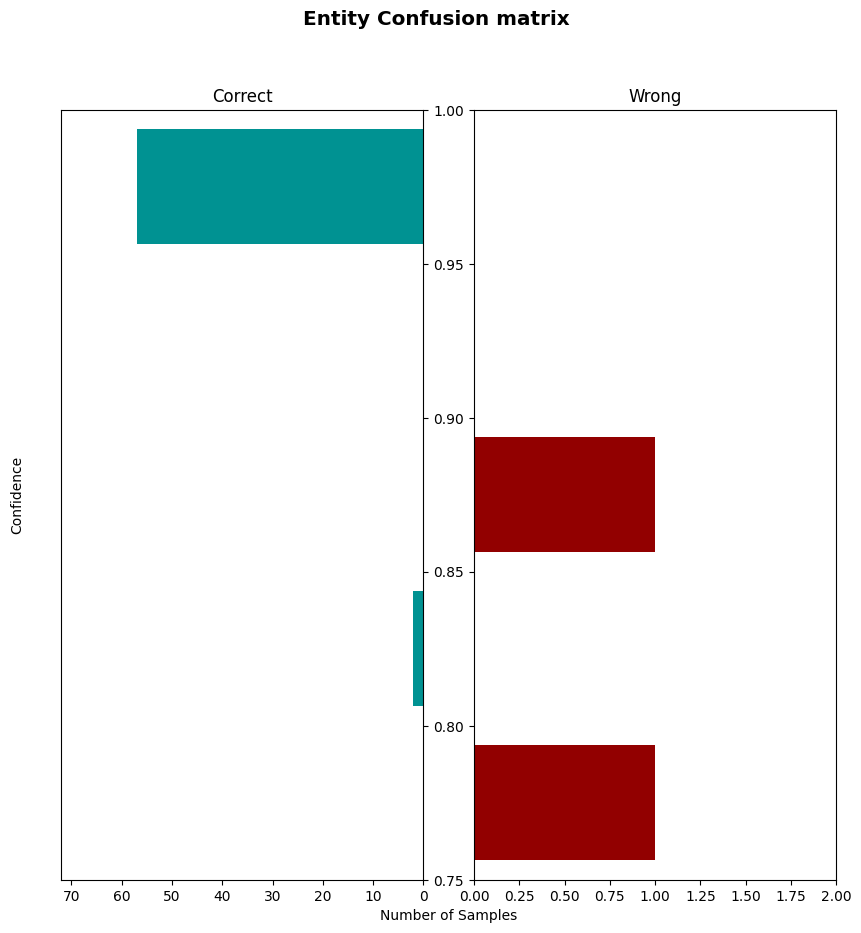 Entity Confusion matrix
Correct
Wrong
1.00
0.95
0.90
0.85
0.80
0.75
Confidence
70 60 50 40 30 20 10 0
0.00 0.25 0.50 0.75 1.00 1.25 1.50 1.75 2.00
Number of Samples